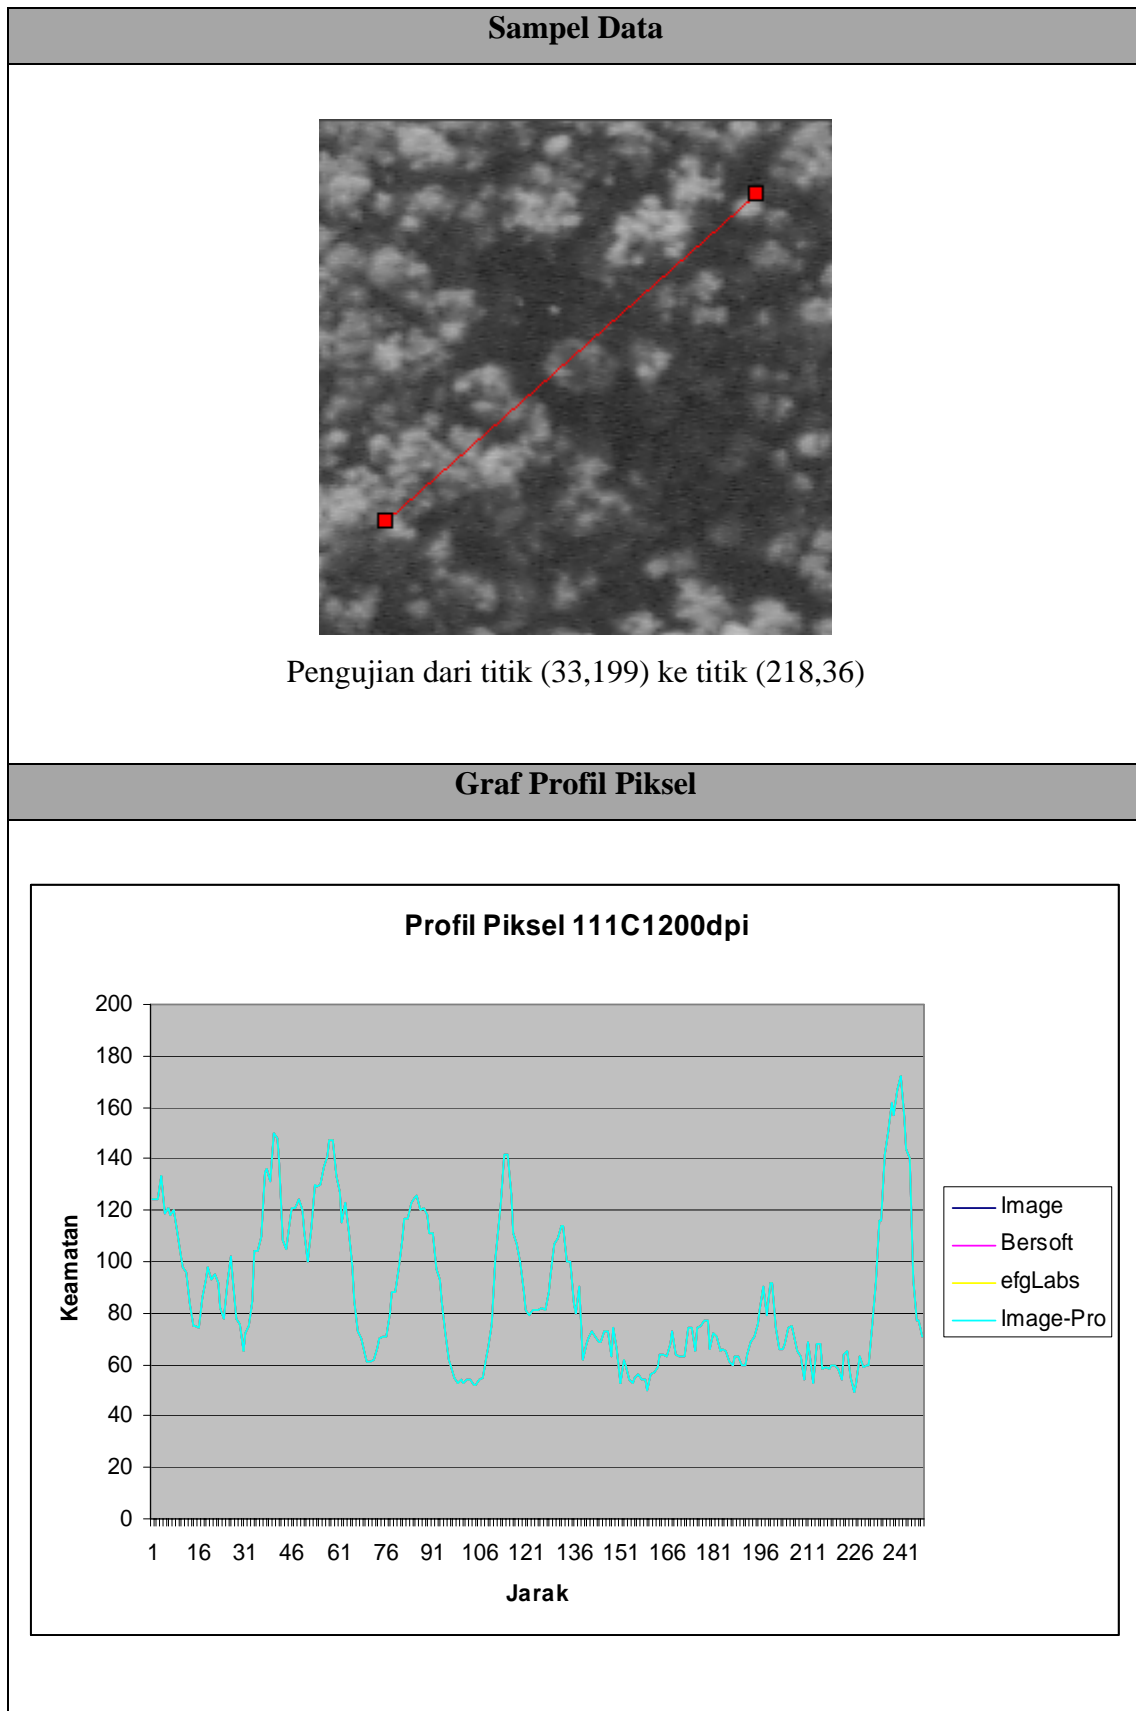 Sampel Data
Pengujian dari titik (33,199) ke titik (218,36)
Graf Profil Piksel
Profil Piksel 111C1200dpi
200
180
160
140
120
100
80
60
40
20
0
Keamatan
1 16 31 46 61 76 91 106 121 136 151 166 181 196 211 226 241
Jarak
Image
Bersoft
efgLabs
Image-Pro